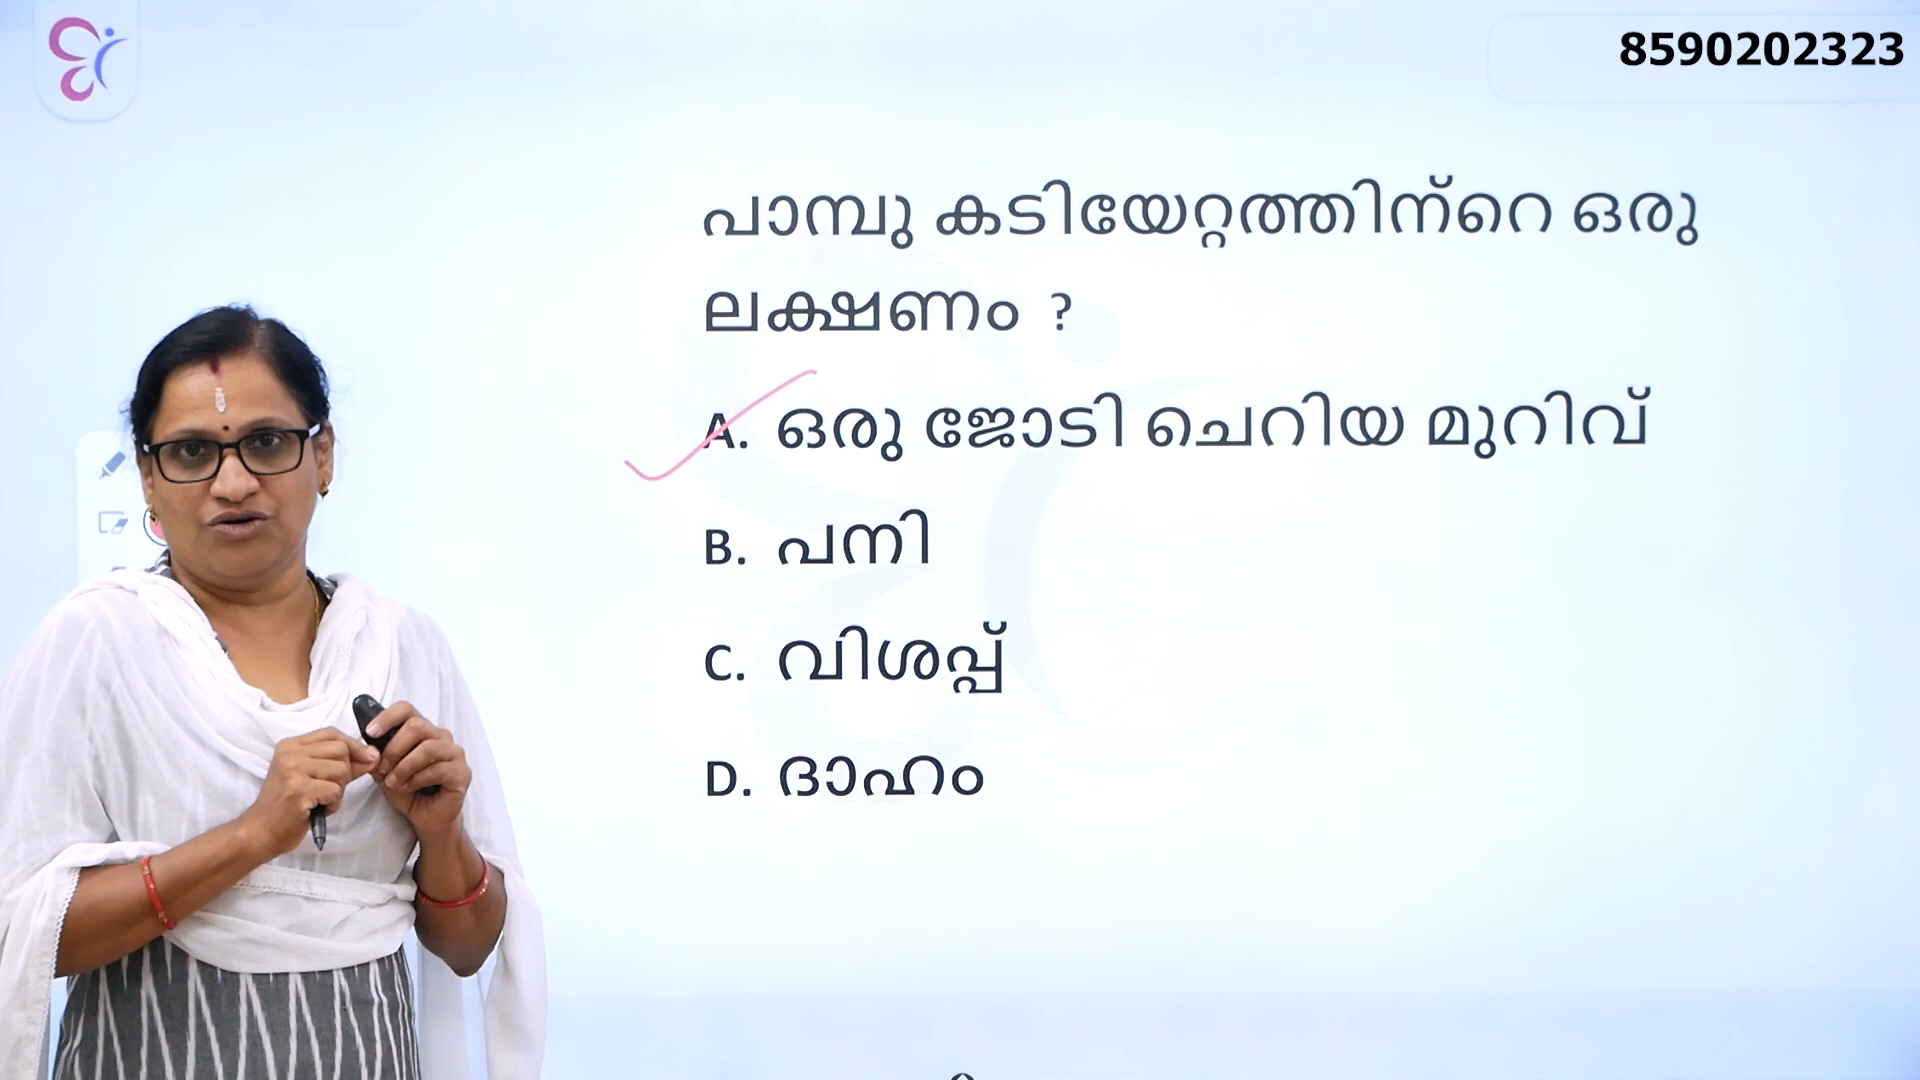 8590202323
പാമ്പു കടിയേറ്റത്തിന്റെ ഒരു
ലക്ഷണം ?
A. ഒരു ജോടി ചെറിയ മുറിവ്
B. പനി
C. വിശപ്പ്
D. ദാഹം